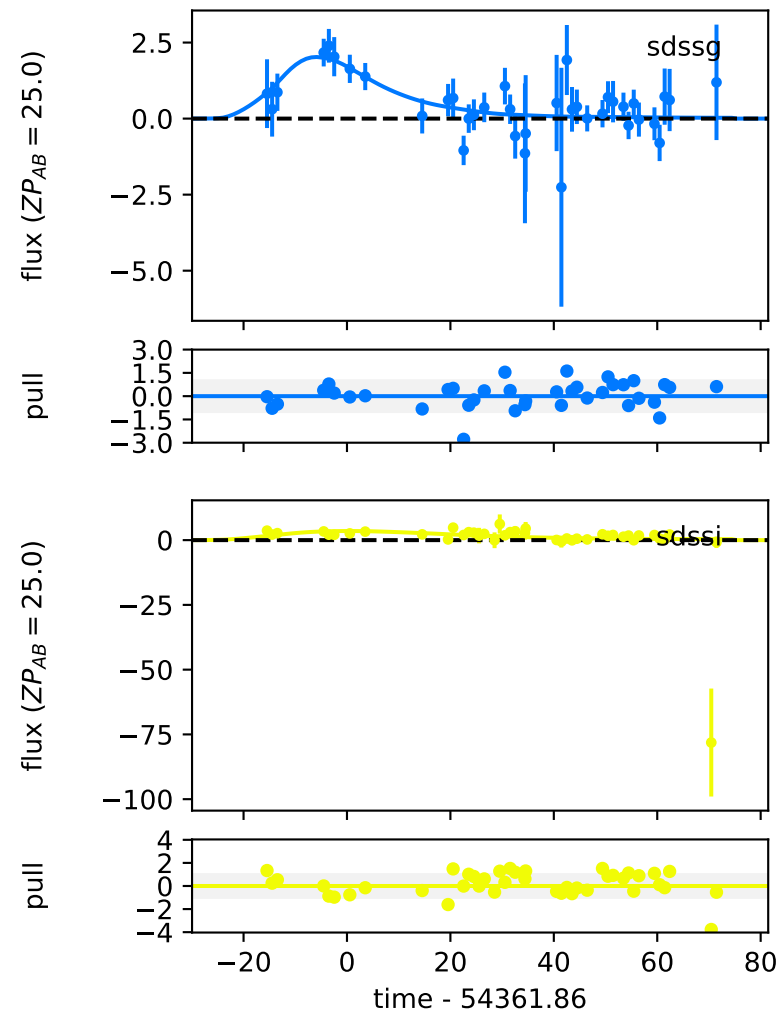 sdssg
flux (ZP_AB = 25.0)
2.5
0.0
−2.5
−5.0
pull
3.0
1.5
0.0
−1.5
−3.0
sdssi
flux (ZP_AB = 25.0)
0
−25
−50
−75
−100
pull
4
2
0
−2
−4
−20 0 20 40 60 80
time - 54361.86